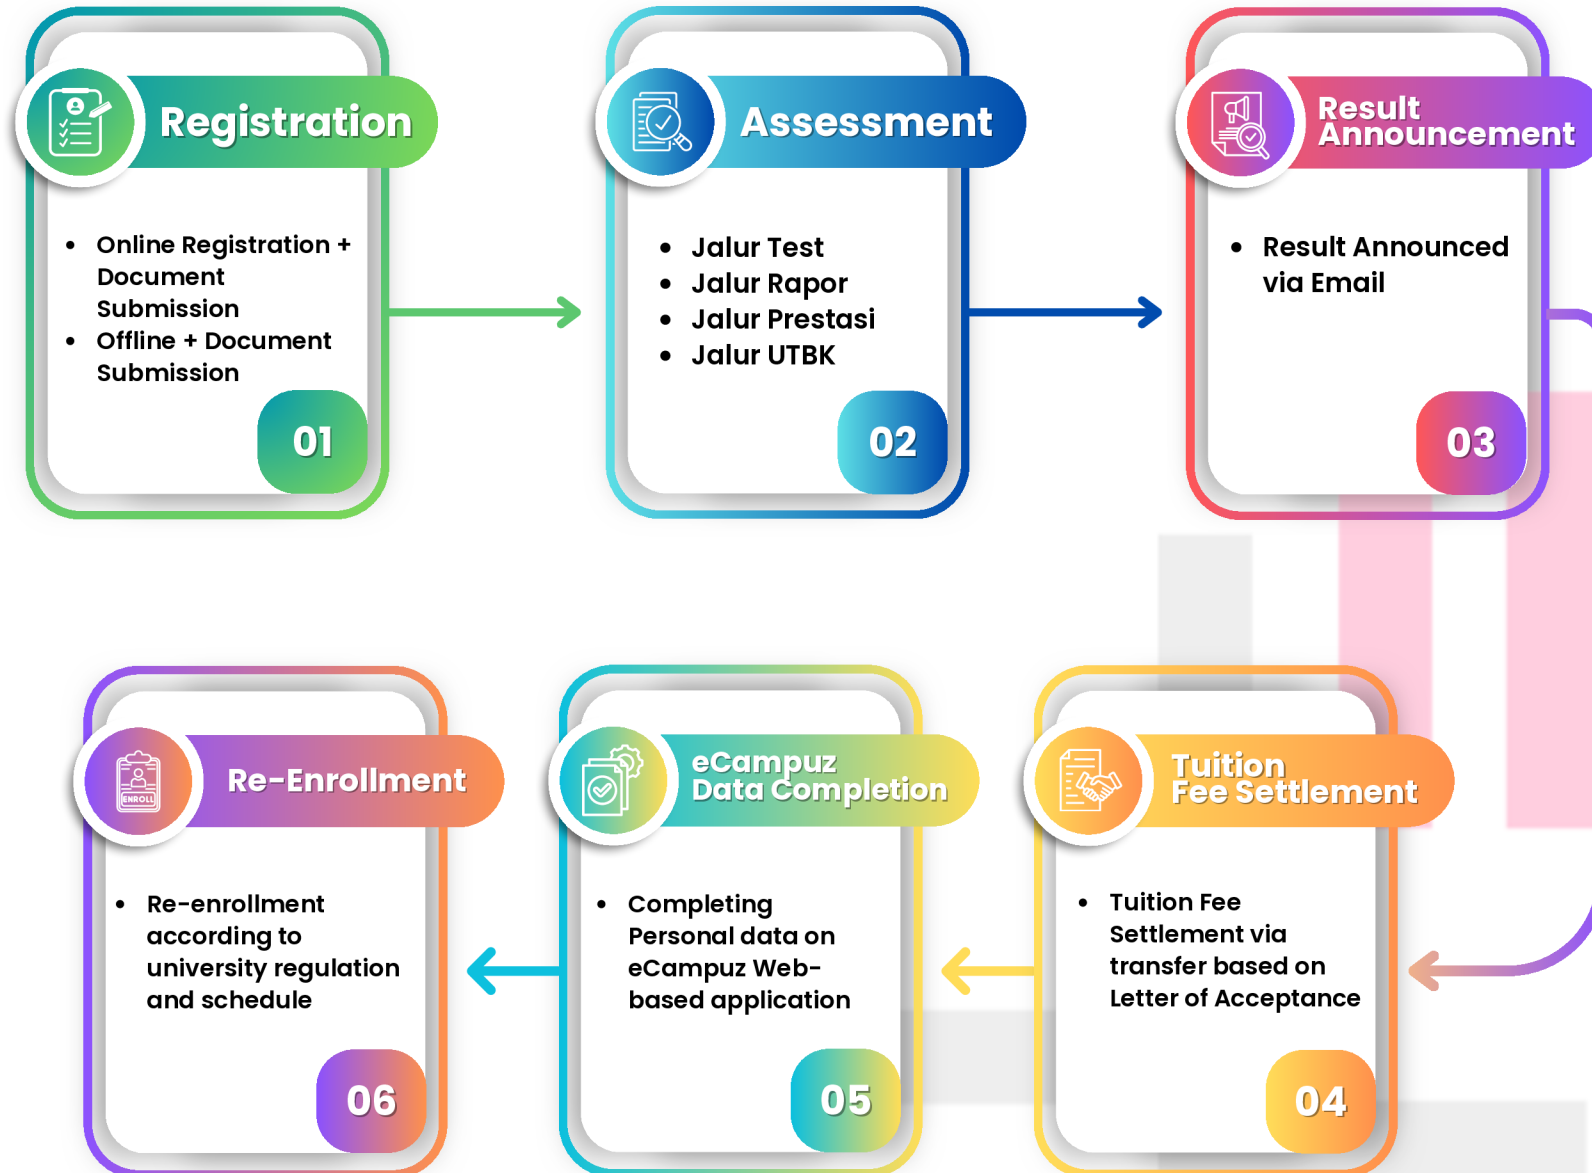 Registration
• Online Registration +
Document
Submission
• Offline + Document
Submission
01
Assessment
• Jalur Test
• Jalur Rapor
• Jalur Prestasi
• Jalur UTBK
02
Result
Announcement
• Result Announced
via Email
03
Tuition
Fee Settlement
• Tuition Fee
Settlement via
transfer based on
Letter of Acceptance
04
eCampuz
Data Completion
• Completing
Personal data on
eCampuz Web-
based application
05
ENROLL
Re-Enrollment
• Re-enrollment
according to
university regulation
and schedule
06